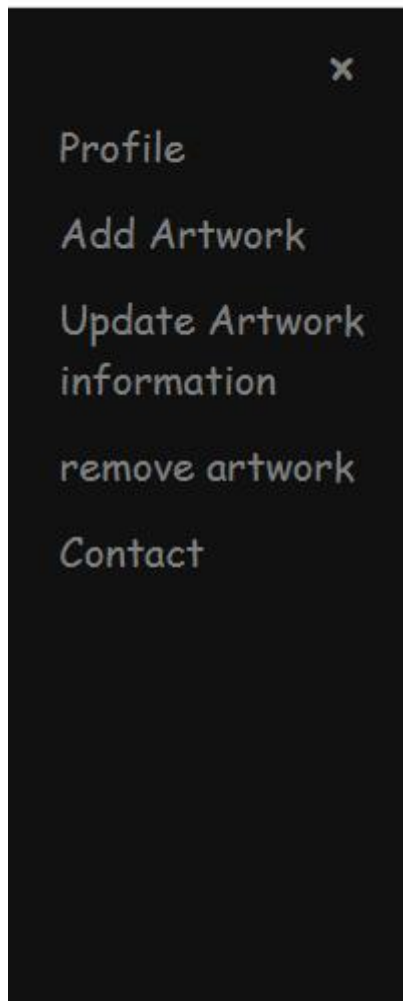 ×
Profile
Add Artwork
Update Artwork
information
remove artwork
Contact